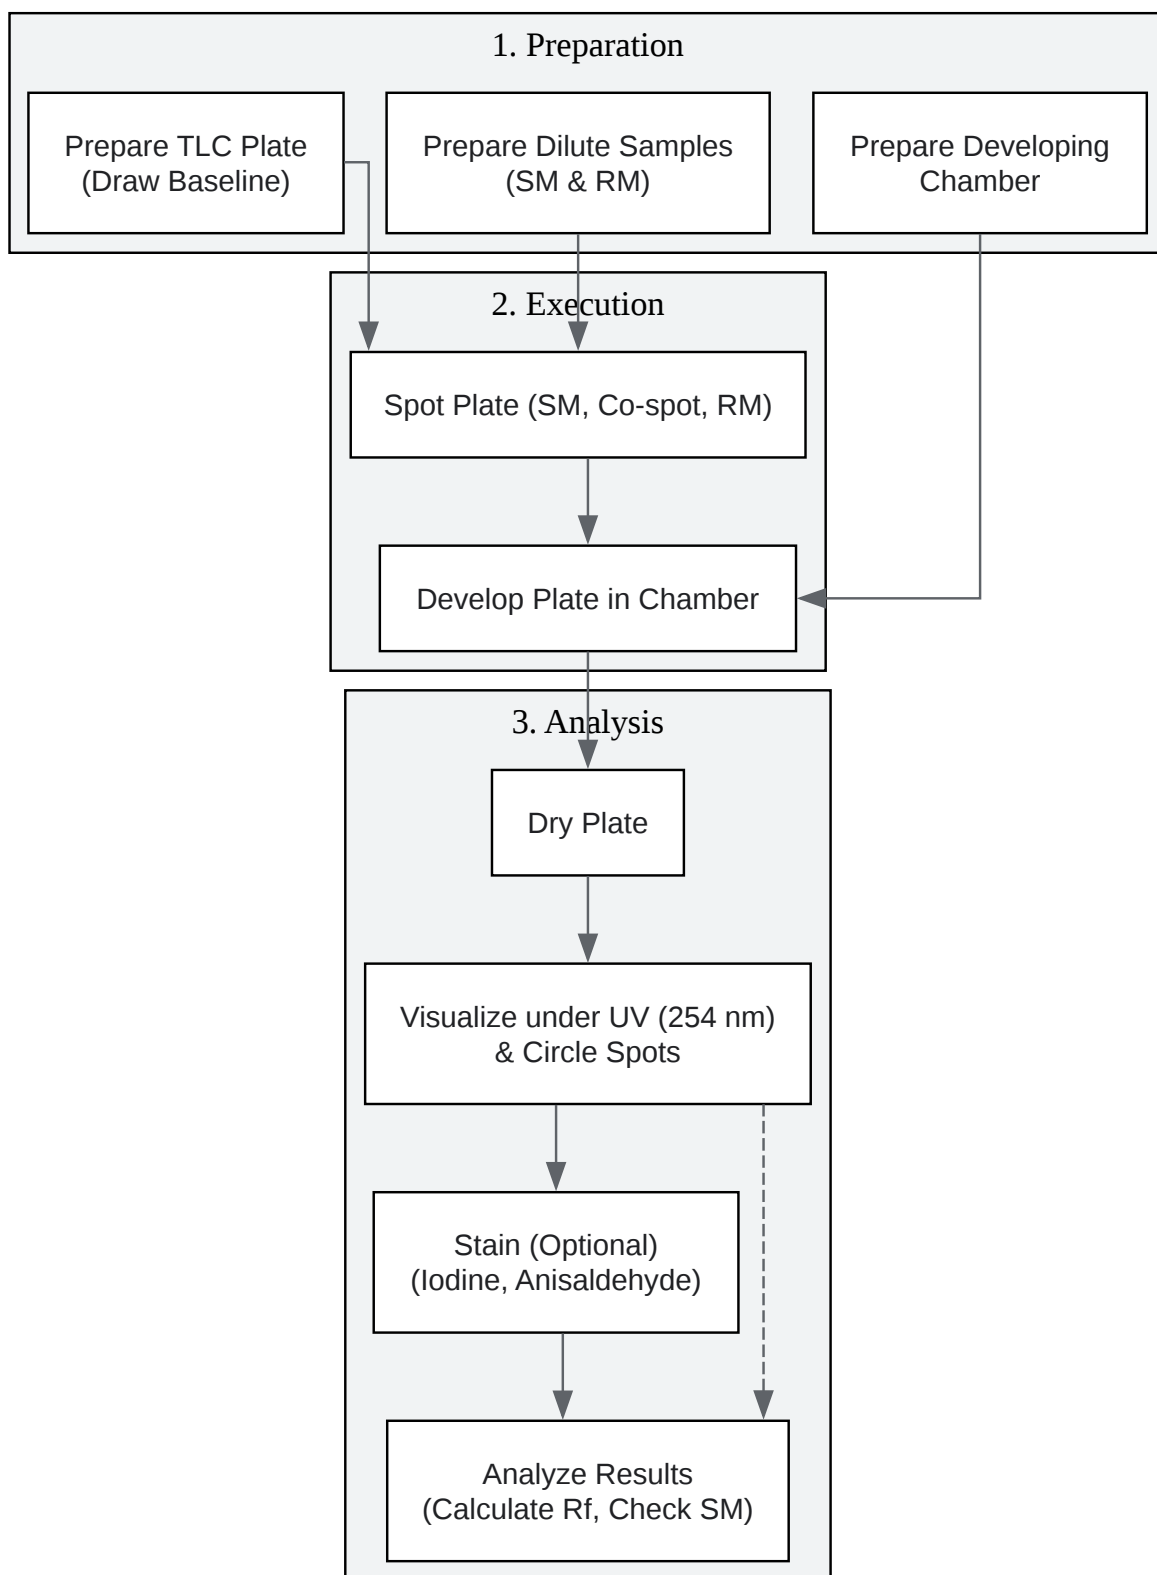 1. Preparation
Prepare TLC Plate
(Draw Baseline)
Prepare Dilute Samples
(SM & RM)
Prepare Developing
Chamber
2. Execution
Spot Plate (SM, Co-spot, RM)
Develop Plate in Chamber
3. Analysis
Dry Plate
Visualize under UV (254 nm)
& Circle Spots
Stain (Optional)
(Iodine, Anisaldehyde)
Analyze Results
(Calculate Rf, Check SM)